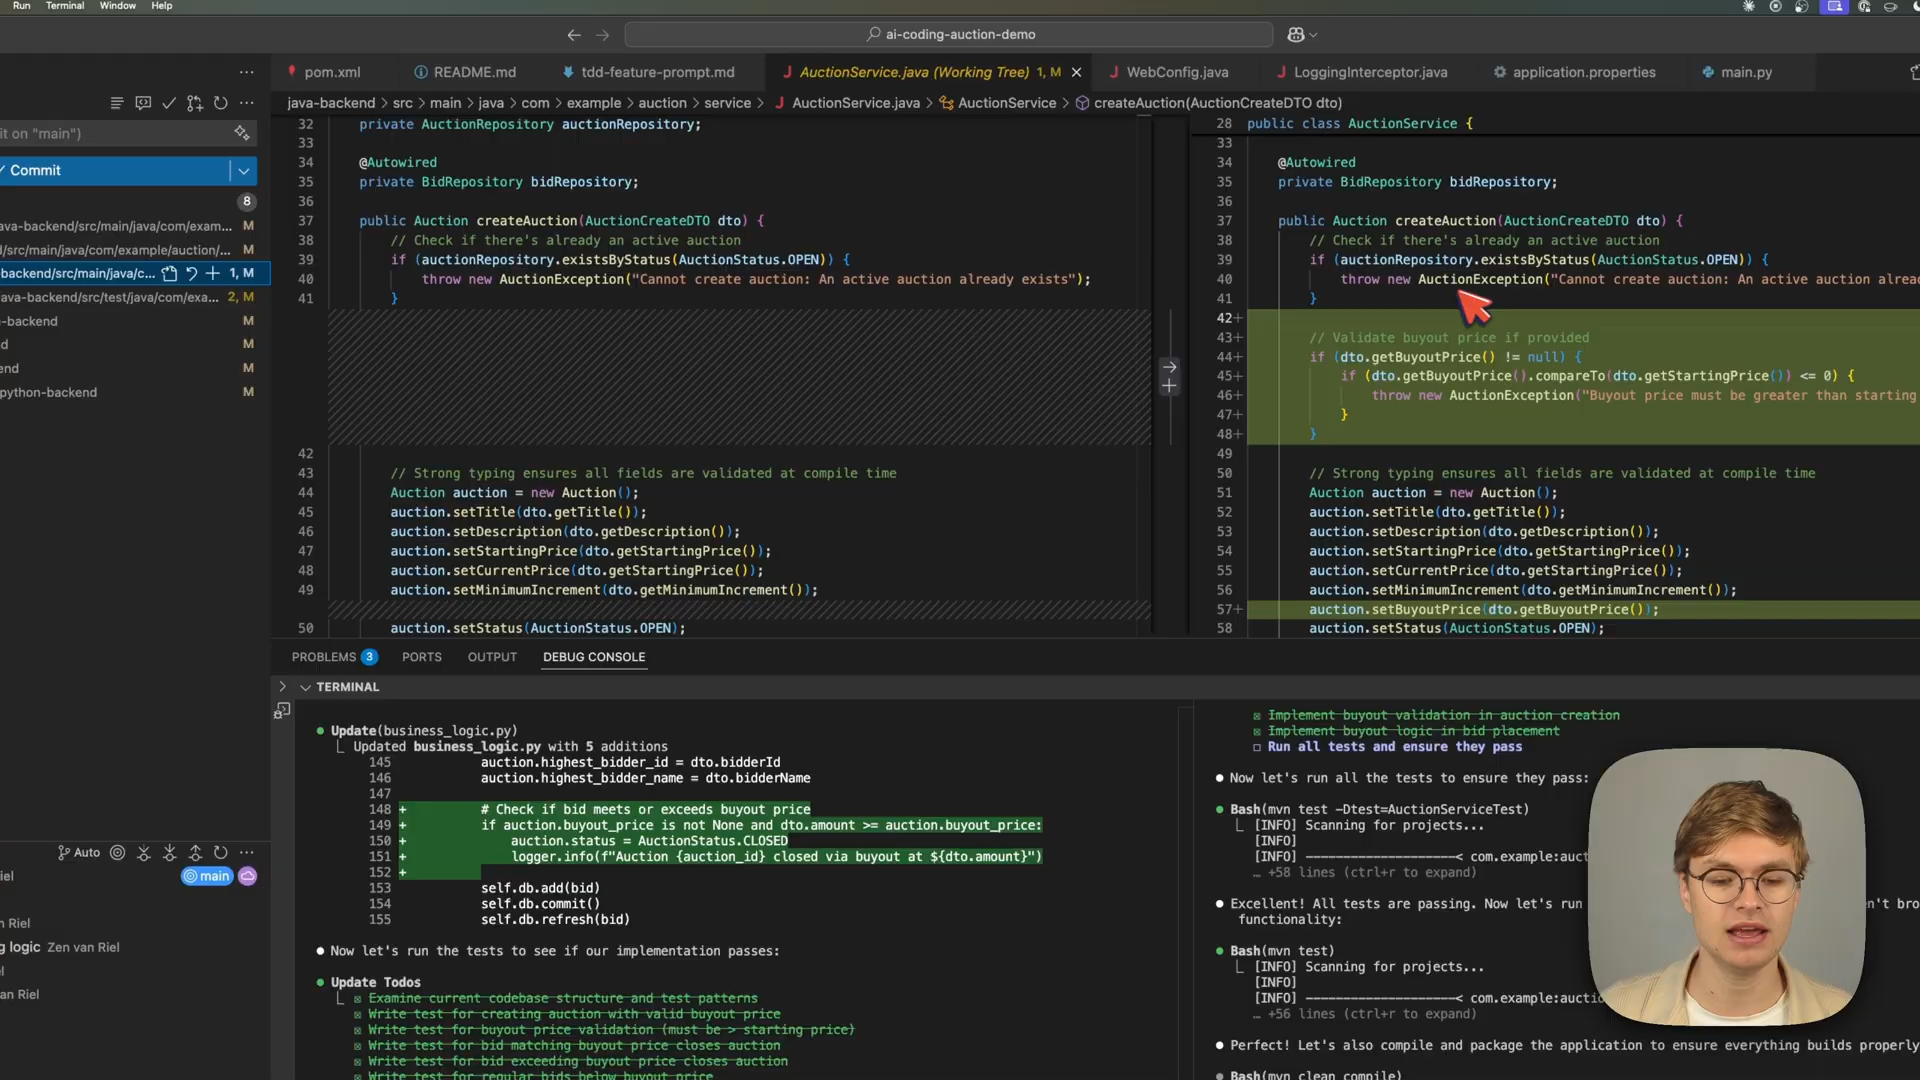 Run Terminal Window Help
ai-coding-auction-demo
pom.xml README.md tdd-feature-prompt.md AuctionService.java (Working Tree) 1, M WebConfig.java LoggingInterceptor.java application.properties main.py
java-backend > src > main > java > com > example > auction > service > AuctionService.java > AuctionService > createAuction(AuctionCreateDTO dto)
it on "main")
Commit
8
ava-backend/src/main/java/com/exam... M
d/src/main/java/com/example/auction/... M
-backend/src/main/java/c... 1, M
ava-backend/src/test/java/com/exa... 2, M
-backend M
d M
end M
python-backend M
Auto
iel main
n Riel
g logic Zen van Riel
el
an Riel
32 private AuctionRepository auctionRepository;
33
34 @Autowired
35 private BidRepository bidRepository;
36
37 public Auction createAuction(AuctionCreateDTO dto) {
38 // Check if there's already an active auction
39 if (auctionRepository.existsByStatus(AuctionStatus.OPEN)) {
40 throw new AuctionException("Cannot create auction: An active auction already exists");
41 }
42
43 // Strong typing ensures all fields are validated at compile time
44 Auction auction = new Auction();
45 auction.setTitle(dto.getTitle());
46 auction.setDescription(dto.getDescription());
47 auction.setStartingPrice(dto.getStartingPrice());
48 auction.setCurrentPrice(dto.getStartingPrice());
49 auction.setMinimumIncrement(dto.getMinimumIncrement());
50 auction.setStatus(AuctionStatus.OPEN);
28 public class AuctionService {
33
34 @Autowired
35 private BidRepository bidRepository;
36
37 public Auction createAuction(AuctionCreateDTO dto) {
38 // Check if there's already an active auction
39 if (auctionRepository.existsByStatus(AuctionStatus.OPEN)) {
40 throw new AuctionException("Cannot create auction: An active auction alrea
41 }
42+
43+ // Validate buyout price if provided
44+ if (dto.getBuyoutPrice() != null) {
45+ if (dto.getBuyoutPrice().compareTo(dto.getStartingPrice()) <= 0) {
46+ throw new AuctionException("Buyout price must be greater than starting
47+ }
48+ }
49
50 // Strong typing ensures all fields are validated at compile time
51 Auction auction = new Auction();
52 auction.setTitle(dto.getTitle());
53 auction.setDescription(dto.getDescription());
54 auction.setStartingPrice(dto.getStartingPrice());
55 auction.setCurrentPrice(dto.getStartingPrice());
56 auction.setMinimumIncrement(dto.getMinimumIncrement());
57+ auction.setBuyoutPrice(dto.getBuyoutPrice());
58 auction.setStatus(AuctionStatus.OPEN);
PROBLEMS 3 PORTS OUTPUT DEBUG CONSOLE
TERMINAL
Update(business_logic.py)
Updated business_logic.py with 5 additions
145 auction.highest_bidder_id = dto.bidderId
146 auction.highest_bidder_name = dto.bidderName
147
148 + # Check if bid meets or exceeds buyout price
149 + if auction.buyout_price is not None and dto.amount >= auction.buyout_price:
150 + auction.status = AuctionStatus.CLOSED
151 + logger.info(f"Auction {auction_id} closed via buyout at ${dto.amount}")
152 +
153 self.db.add(bid)
154 self.db.commit()
155 self.db.refresh(bid)
Now let's run the tests to see if our implementation passes:
Update Todos
Examine current codebase structure and test patterns
Write test for creating auction with valid buyout price
Write test for buyout price validation (must be > starting price)
Write test for bid matching buyout price closes auction
Write test for bid exceeding buyout price closes auction
Write test for regular bids below buyout price
Implement buyout validation in auction creation
Implement buyout logic in bid placement
Run all tests and ensure they pass
Now let's run all the tests to ensure they pass:
Bash(mvn test -Dtest=AuctionServiceTest)
[INFO] Scanning for projects...
[INFO]
[INFO] ---------------------< com.example:auct
… +58 lines (ctrl+r to expand)
Excellent! All tests are passing. Now let's run n't bro
functionality:
Bash(mvn test)
[INFO] Scanning for projects...
[INFO]
[INFO] ---------------------< com.example:aucti
… +56 lines (ctrl+r to expand)
Perfect! Let's also compile and package the application to ensure everything builds properly
Bash(mvn clean compile)